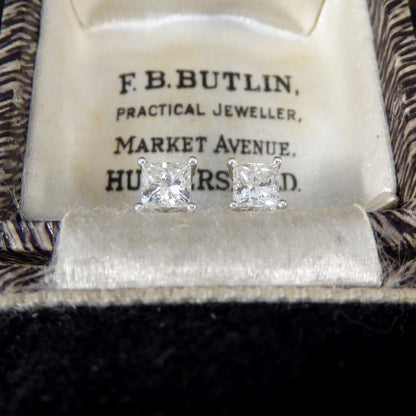 F. B. BUTLIN,
PRACTICAL JEWELLER,
MARKET AVENUE.